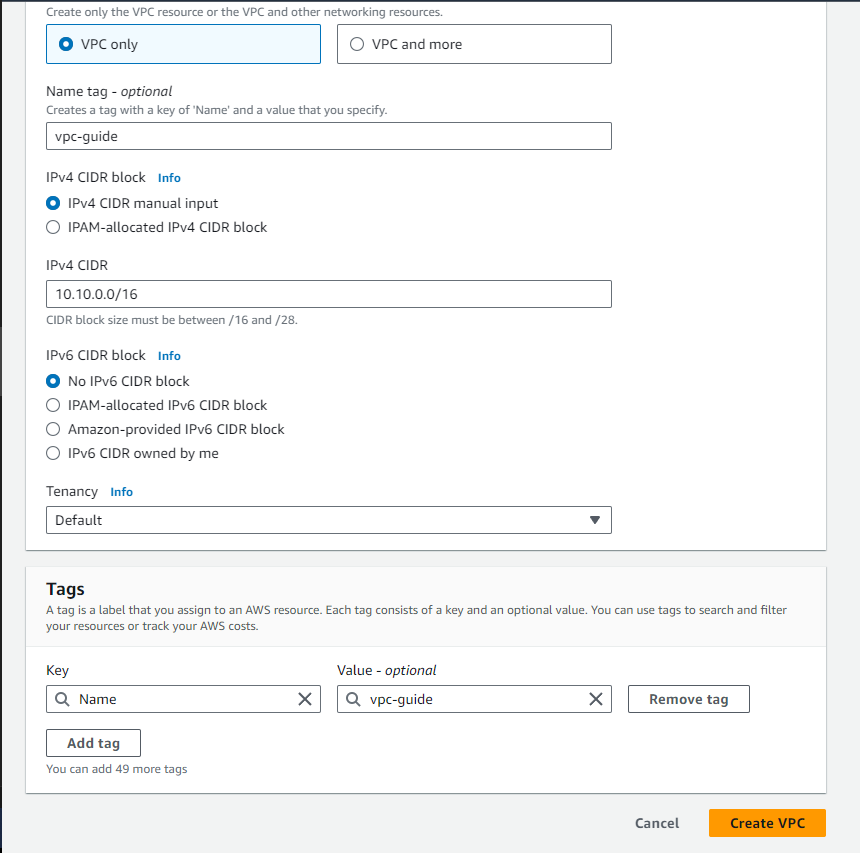 Create only the VPC resource or the VPC and other networking resources.
VPC only
VPC and more
Name tag - optional
Creates a tag with a key of 'Name' and a value that you specify.
vpc-guide
IPv4 CIDR block Info
IPv4 CIDR manual input
IPAM-allocated IPv4 CIDR block
IPv4 CIDR
10.10.0.0/16
CIDR block size must be between /16 and /28.
IPv6 CIDR block Info
No IPv6 CIDR block
IPAM-allocated IPv6 CIDR block
Amazon-provided IPv6 CIDR block
IPv6 CIDR owned by me
Tenancy Info
Default
Tags
A tag is a label that you assign to an AWS resource. Each tag consists of a key and an optional value. You can use tags to search and filter
your resources or track your AWS costs.
Key
Value - optional
Name
vpc-guide
Remove tag
Add tag
You can add 49 more tags
Cancel
Create VPC